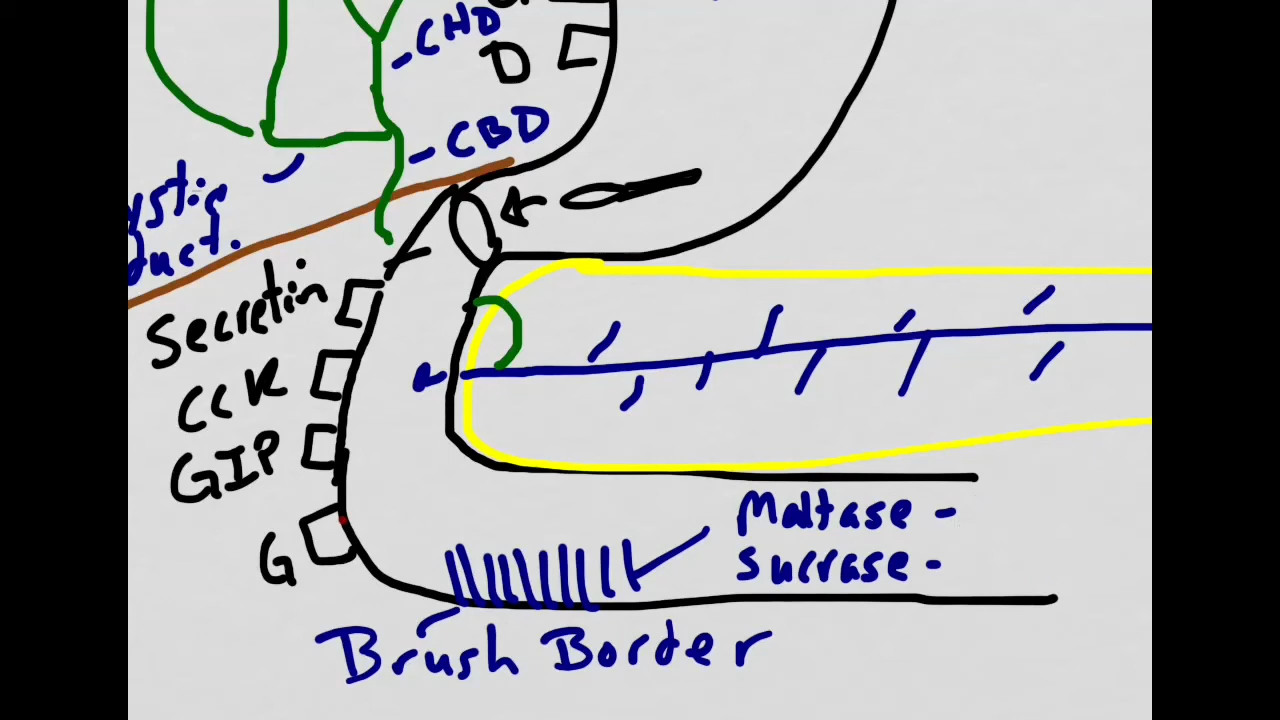 -CHD
D
-CBD
ystic
duct.
Secretin
CCK
GIP
G
Maltase -
Sucrase -
Brush Border